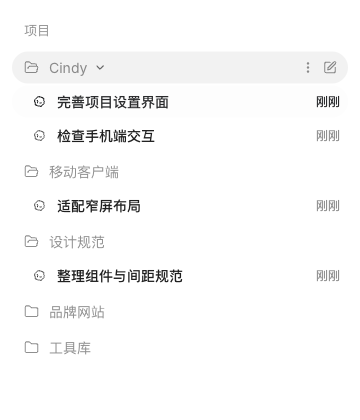 项目
Cindy
完善项目设置界面 刚刚
检查手机端交互 刚刚
移动客户端
适配窄屏布局 刚刚
设计规范
整理组件与间距规范 刚刚
品牌网站
工具库